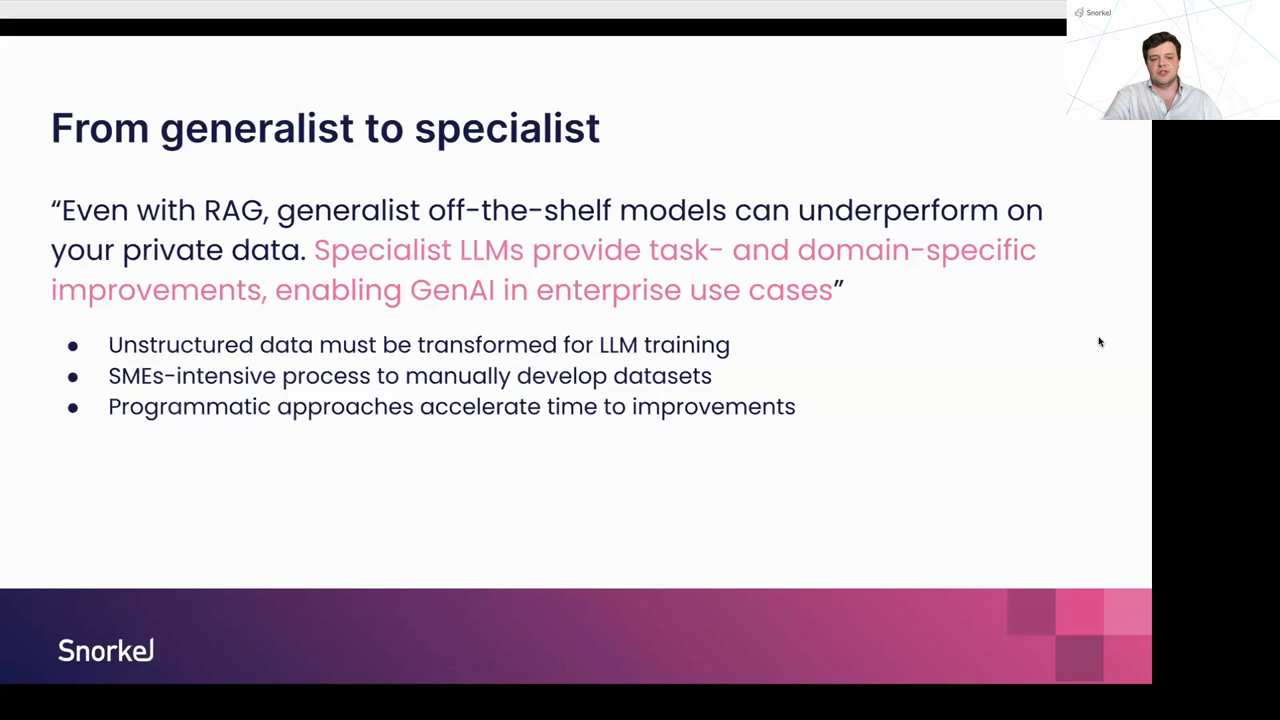 Snorkel
From generalist to specialist
“Even with RAG, generalist off-the-shelf models can underperform on
your private data. Specialist LLMs provide task- and domain-specific
improvements, enabling GenAI in enterprise use cases”
● Unstructured data must be transformed for LLM training
● SMEs-intensive process to manually develop datasets
● Programmatic approaches accelerate time to improvements
Snorkel